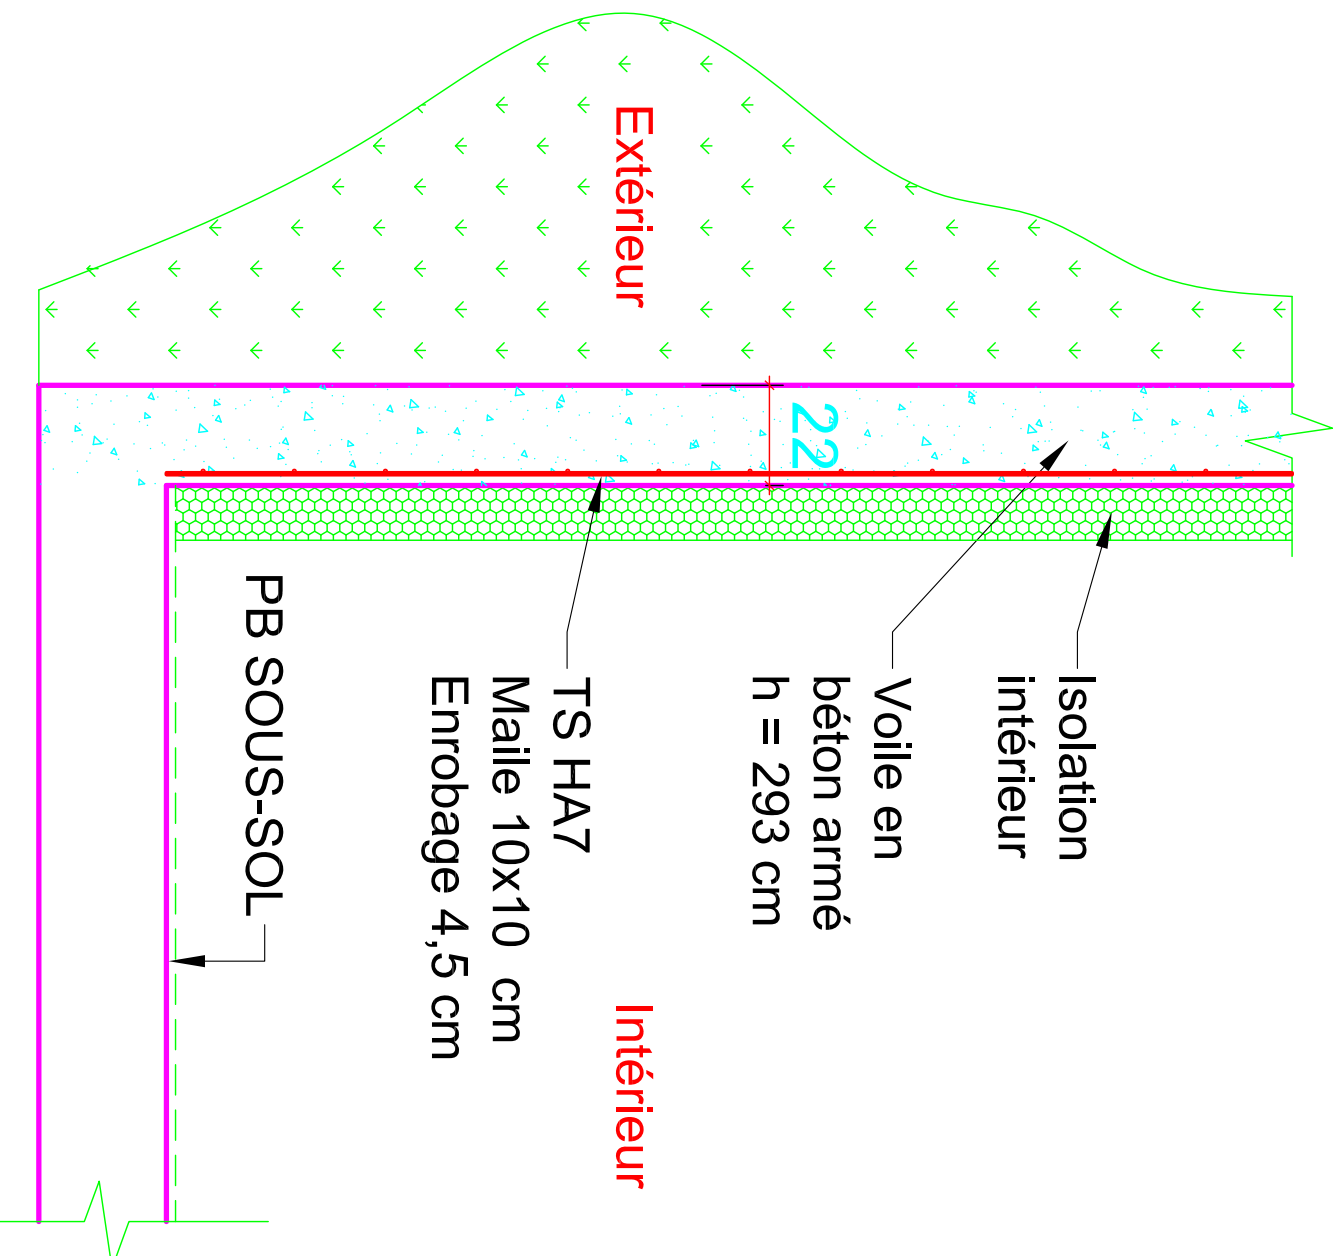 Isolation
intérieur
Voile en
béton armé
h = 293 cm
22
Extérieur
Intérieur
TS HA7
Maile 10x10 cm
Enrobage 4,5 cm
PB SOUS-SOL